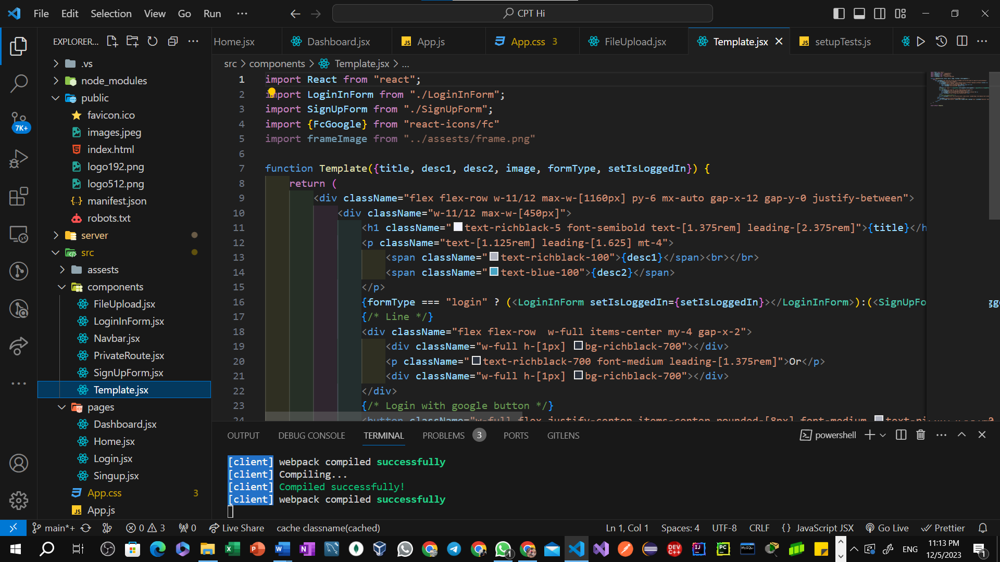 File Edit Selection View Go Run ···
CPT Hi
EXPLORER...
Home.jsx Dashboard.jsx App.js App.css 3 FileUpload.jsx Template.jsx setupTests.js
src > components > Template.jsx > ...
.vs
node_modules
public
favicon.ico
images.jpeg
index.html
logo192.png
logo512.png
manifest.json
robots.txt
server
src
assests
components
FileUpload.jsx
LoginInForm.jsx
Navbar.jsx
PrivateRoute.jsx
SignUpForm.jsx
Template.jsx
pages
Dashboard.jsx
Home.jsx
Login.jsx
Singup.jsx
App.css 3
App.js
7K+
1 import React from "react";
2 import LoginInForm from "./LoginInForm";
3 import SignUpForm from "./SignUpForm";
4 import {FcGoogle} from "react-icons/fc"
5 import frameImage from "../assests/frame.png"
6
7 function Template({title, desc1, desc2, image, formType, setIsLoggedIn}) {
8 return (
9 <div className="flex flex-row w-11/12 max-w-[1160px] py-6 mx-auto gap-x-12 gap-y-0 justify-between">
10 <div className="w-11/12 max-w-[450px]">
11 <h1 className="text-richblack-5 font-semibold text-[1.375rem] leading-[2.375rem]">{title}</h
12 <p className="text-[1.125rem] leading-[1.625] mt-4">
13 <span className="text-richblack-100">{desc1}</span><br></br>
14 <span className="text-blue-100">{desc2}</span>
15 </p>
16 {formType === "login" ? (<LoginInForm setIsLoggedIn={setIsLoggedIn}></LoginInForm>):(<SignUpFo
17 {/* Line */}
18 <div className="flex flex-row  w-full items-center my-4 gap-x-2">
19 <div className="w-full h-[1px] bg-richblack-700"></div>
20 <p className="text-richblack-700 font-medium leading-[1.375rem]">Or</p>
21 <div className="w-full h-[1px] bg-richblack-700"></div>
22 </div>
23 {/* Login with google button */}
24 <button className="w-full flex justify-center items-center rounded-[8px] font-medium
OUTPUT DEBUG CONSOLE TERMINAL PROBLEMS 3 PORTS GITLENS
powershell
[client] webpack compiled successfully
[client] Compiling...
[client] Compiled successfully!
[client] webpack compiled successfully
main*+ 0 3 0 Live Share cache classname(cached) Ln 1, Col 1 Spaces: 4 UTF-8 CRLF {} JavaScript JSX Go Live Prettier
ENG
11:13 PM
12/5/2023
1